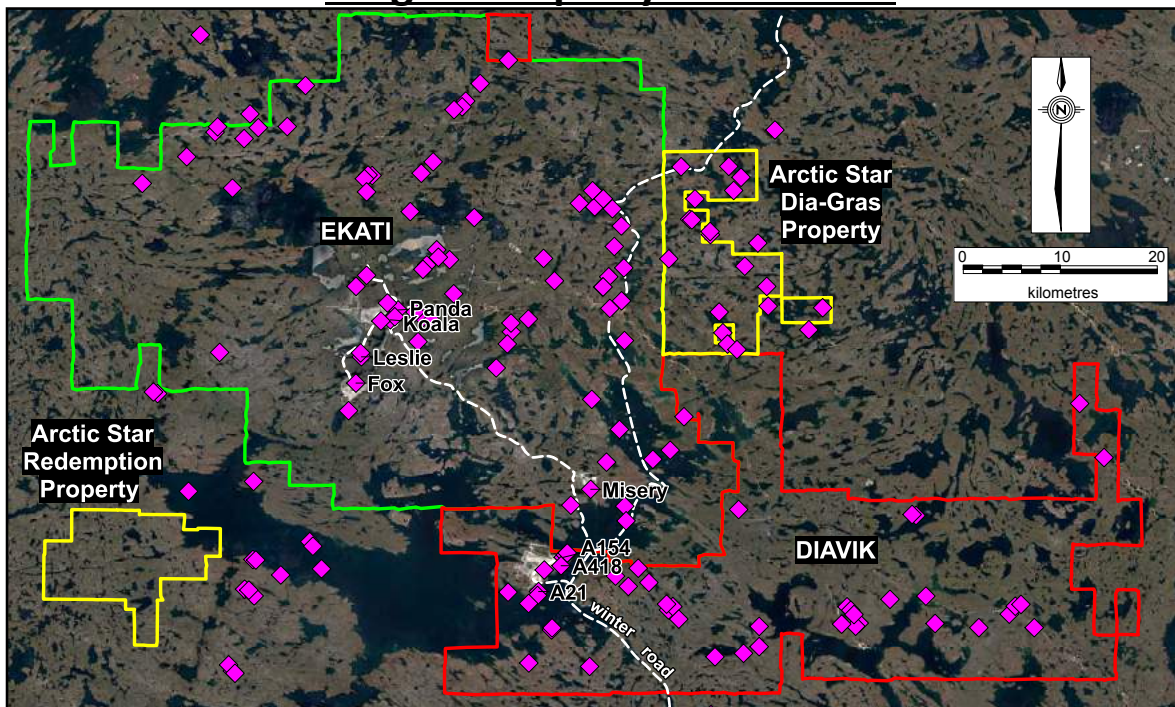 N
EKATI
Arctic Star
Dia-Gras
Property
0 10 20
kilometres
Panda
Koala
Leslie
Fox
Arctic Star
Redemption
Property
Misery
A154
A418
A21
DIAVIK
winter
road